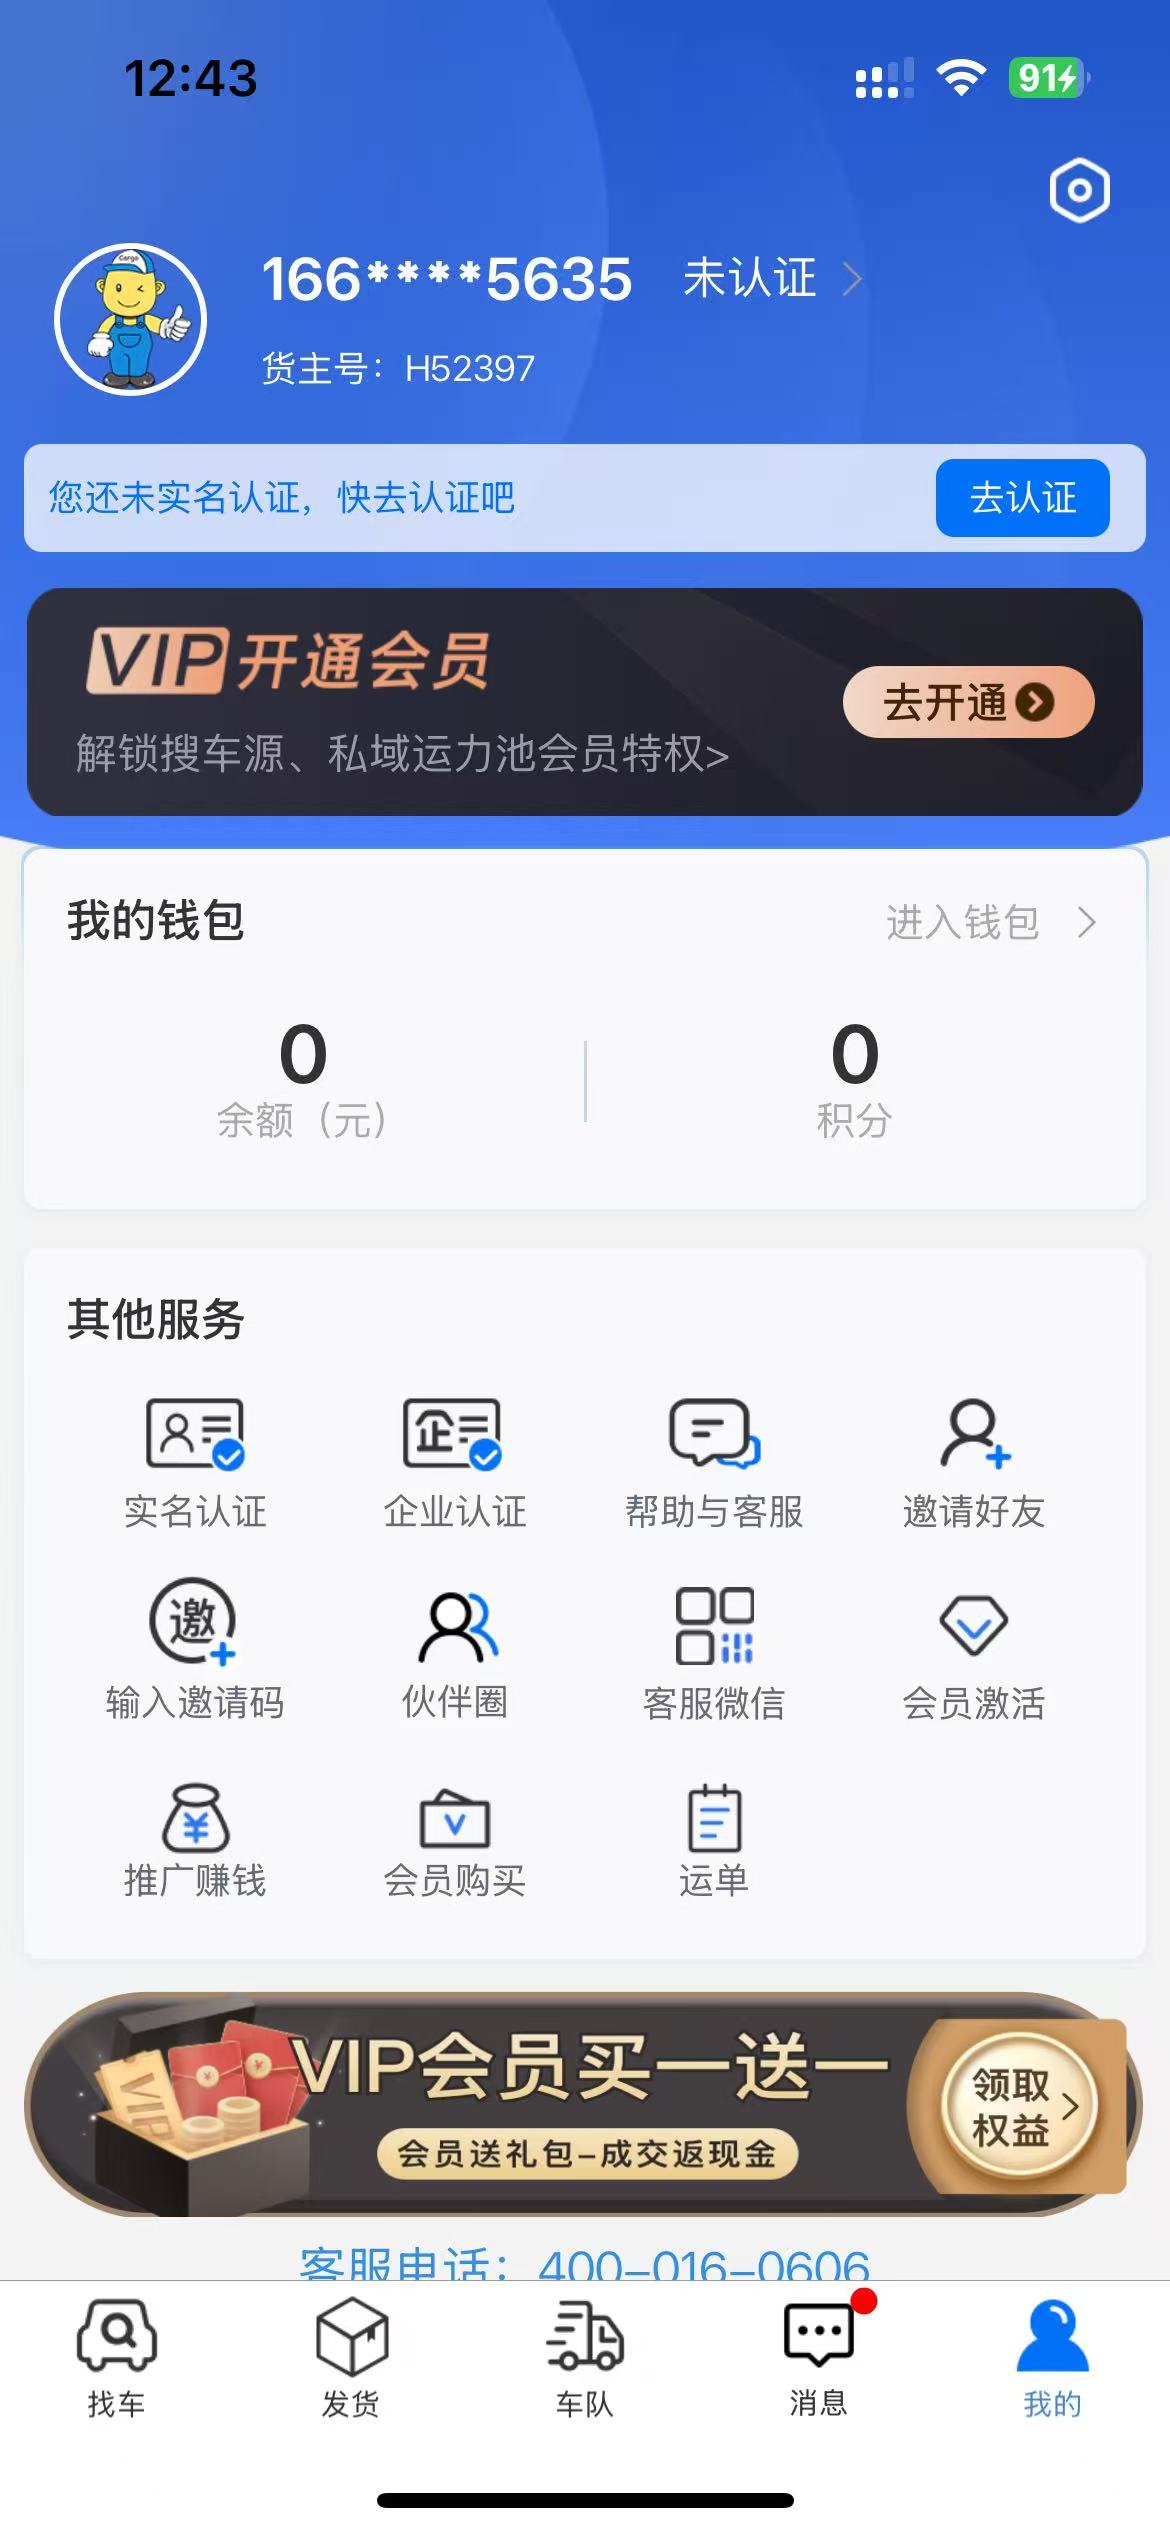 12:43
91
Cargo
166****5635 未认证
货主号：H52397
您还未实名认证，快去认证吧 去认证
VIP开通会员
去开通
解锁搜车源、私域运力池会员特权>
我的钱包 进入钱包
0 0
余额（元） 积分
其他服务
企
实名认证 企业认证 帮助与客服 邀请好友
邀
输入邀请码 伙伴圈 客服微信 会员激活
¥ V
推广赚钱 会员购买 运单
VIP会员买一送一
VIP
领取
权益
会员送礼包-成交返现金
客服电话：400-016-0606
找车 发货 车队 消息 我的